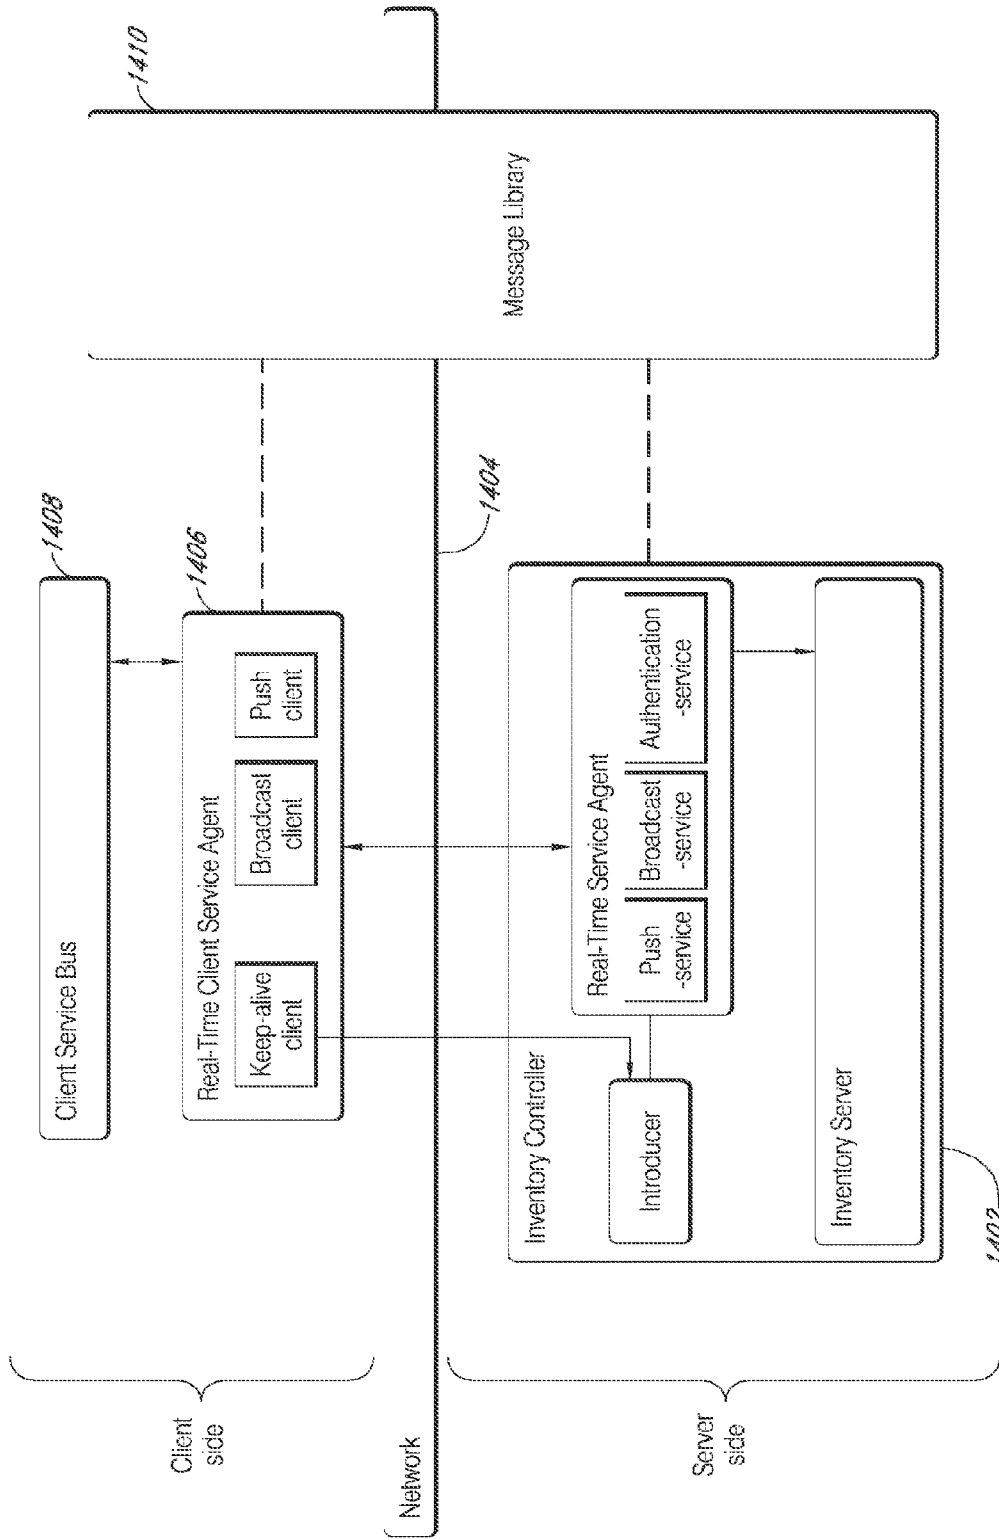 Client
side
Client Service Bus
1408
Real-Time Client Service Agent
1406
Keep-alive
client
Broadcast
client
Push
client
1410
Message Library
Network
1404
Server
side
Inventory Controller
Introducer
Real-Time Service Agent
Push
-service
Broadcast
-service
Authentication
-service
Inventory Server
1402